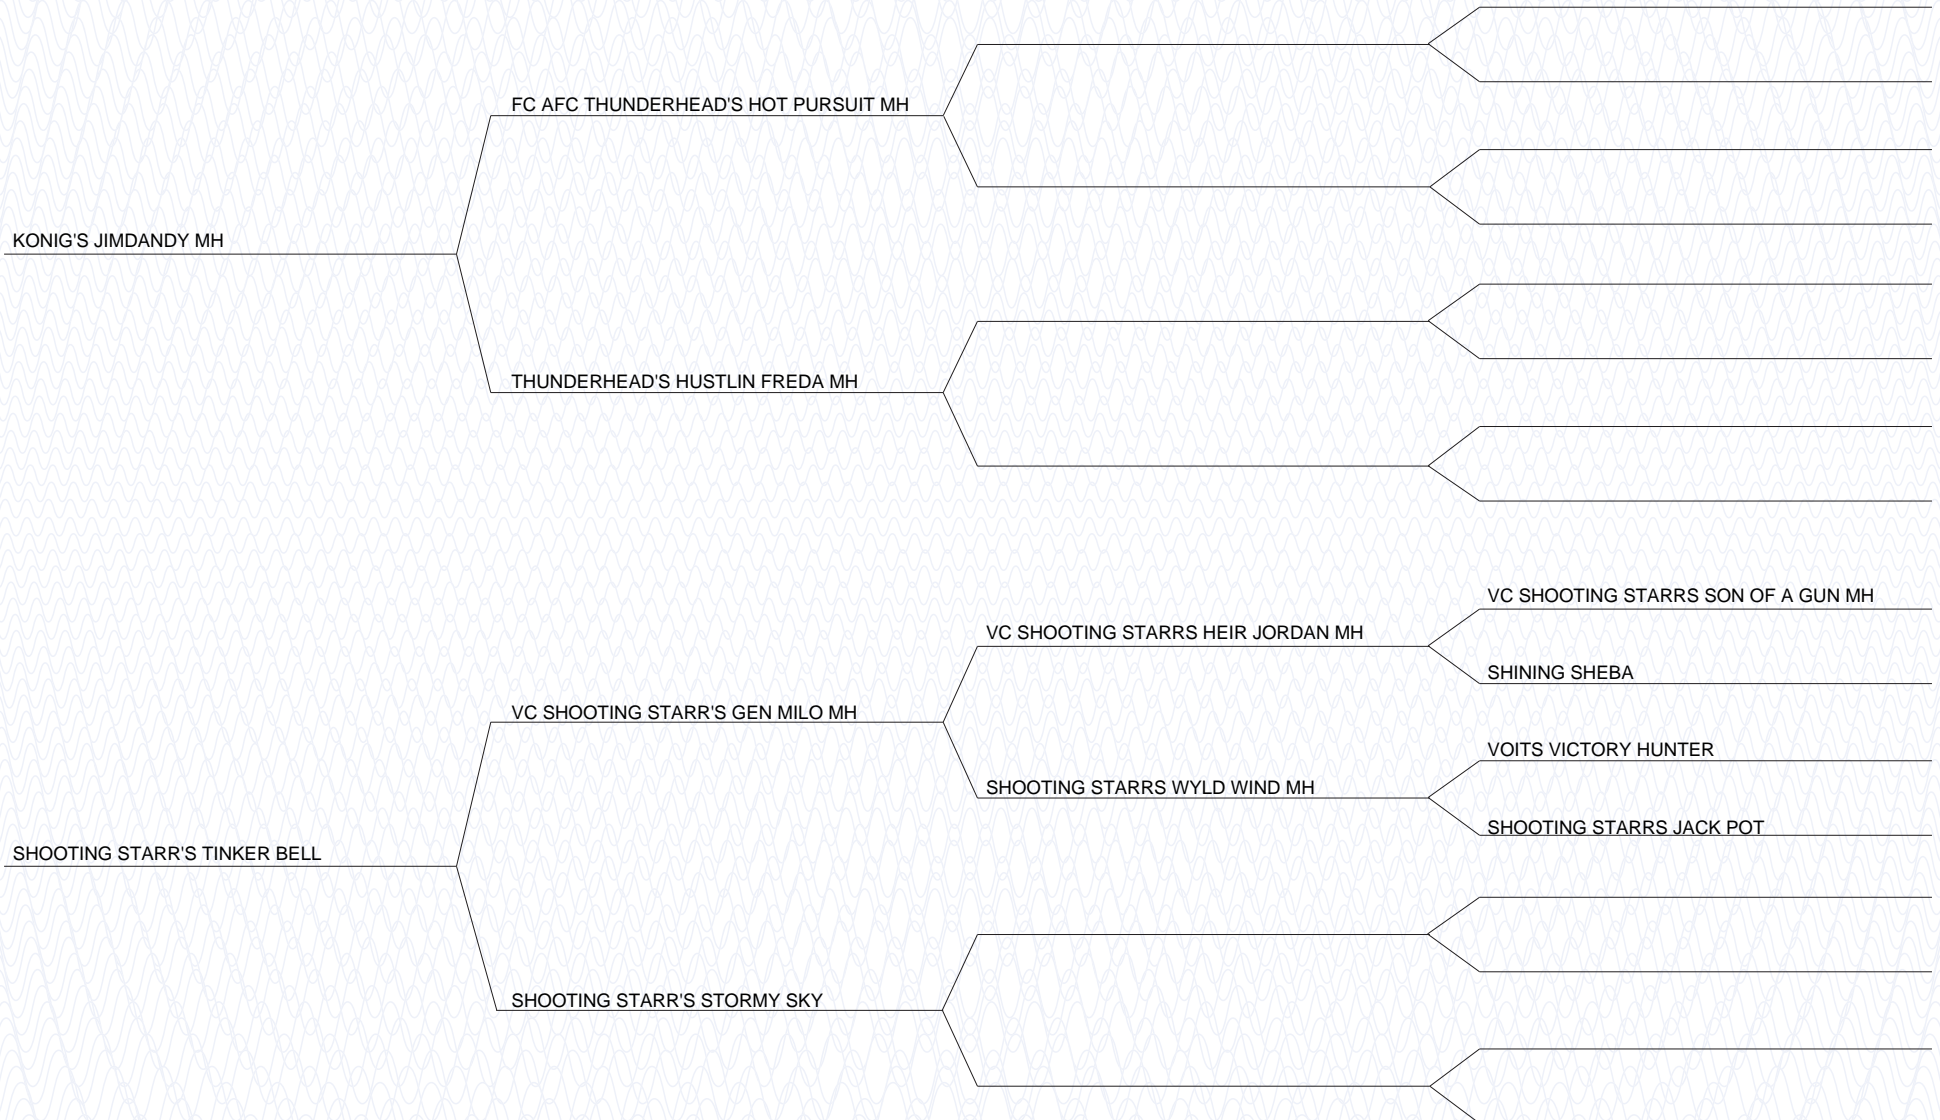 FC AFC THUNDERHEAD'S HOT PURSUIT MH
KONIG'S JIMDANDY MH
THUNDERHEAD'S HUSTLIN FREDA MH
VC SHOOTING STARRS SON OF A GUN MH
VC SHOOTING STARRS HEIR JORDAN MH
SHINING SHEBA
VC SHOOTING STARR'S GEN MILO MH
VOITS VICTORY HUNTER
SHOOTING STARRS WYLD WIND MH
SHOOTING STARRS JACK POT
SHOOTING STARR'S TINKER BELL
SHOOTING STARR'S STORMY SKY